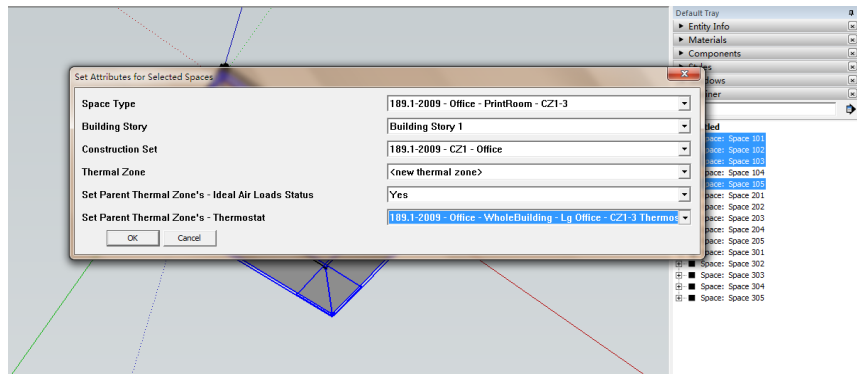 Default Tray
Entity Info
Materials
Components
Styles
Set Attributes for Selected Spaces
dows
iner
Space Type
189.1-2009 - Office - PrintRoom - CZ1-3
Building Story
Building Story 1
tled
Space: Space 101
Space: Space 102
Construction Set
189.1-2009 - CZ1 - Office
Space: Space 103
Thermal Zone
<new thermal zone>
Space: Space 104
Space: Space 105
Set Parent Thermal Zone's - Ideal Air Loads Status
Yes
Space: Space 201
Space: Space 202
Set Parent Thermal Zone's - Thermostat
189.1-2009 - Office - WholeBuilding - Lg Office - CZ1-3 Thermos
Space: Space 203
Space: Space 204
OK
Cancel
Space: Space 205
Space: Space 301
Space: Space 302
Space: Space 303
Space: Space 304
Space: Space 305